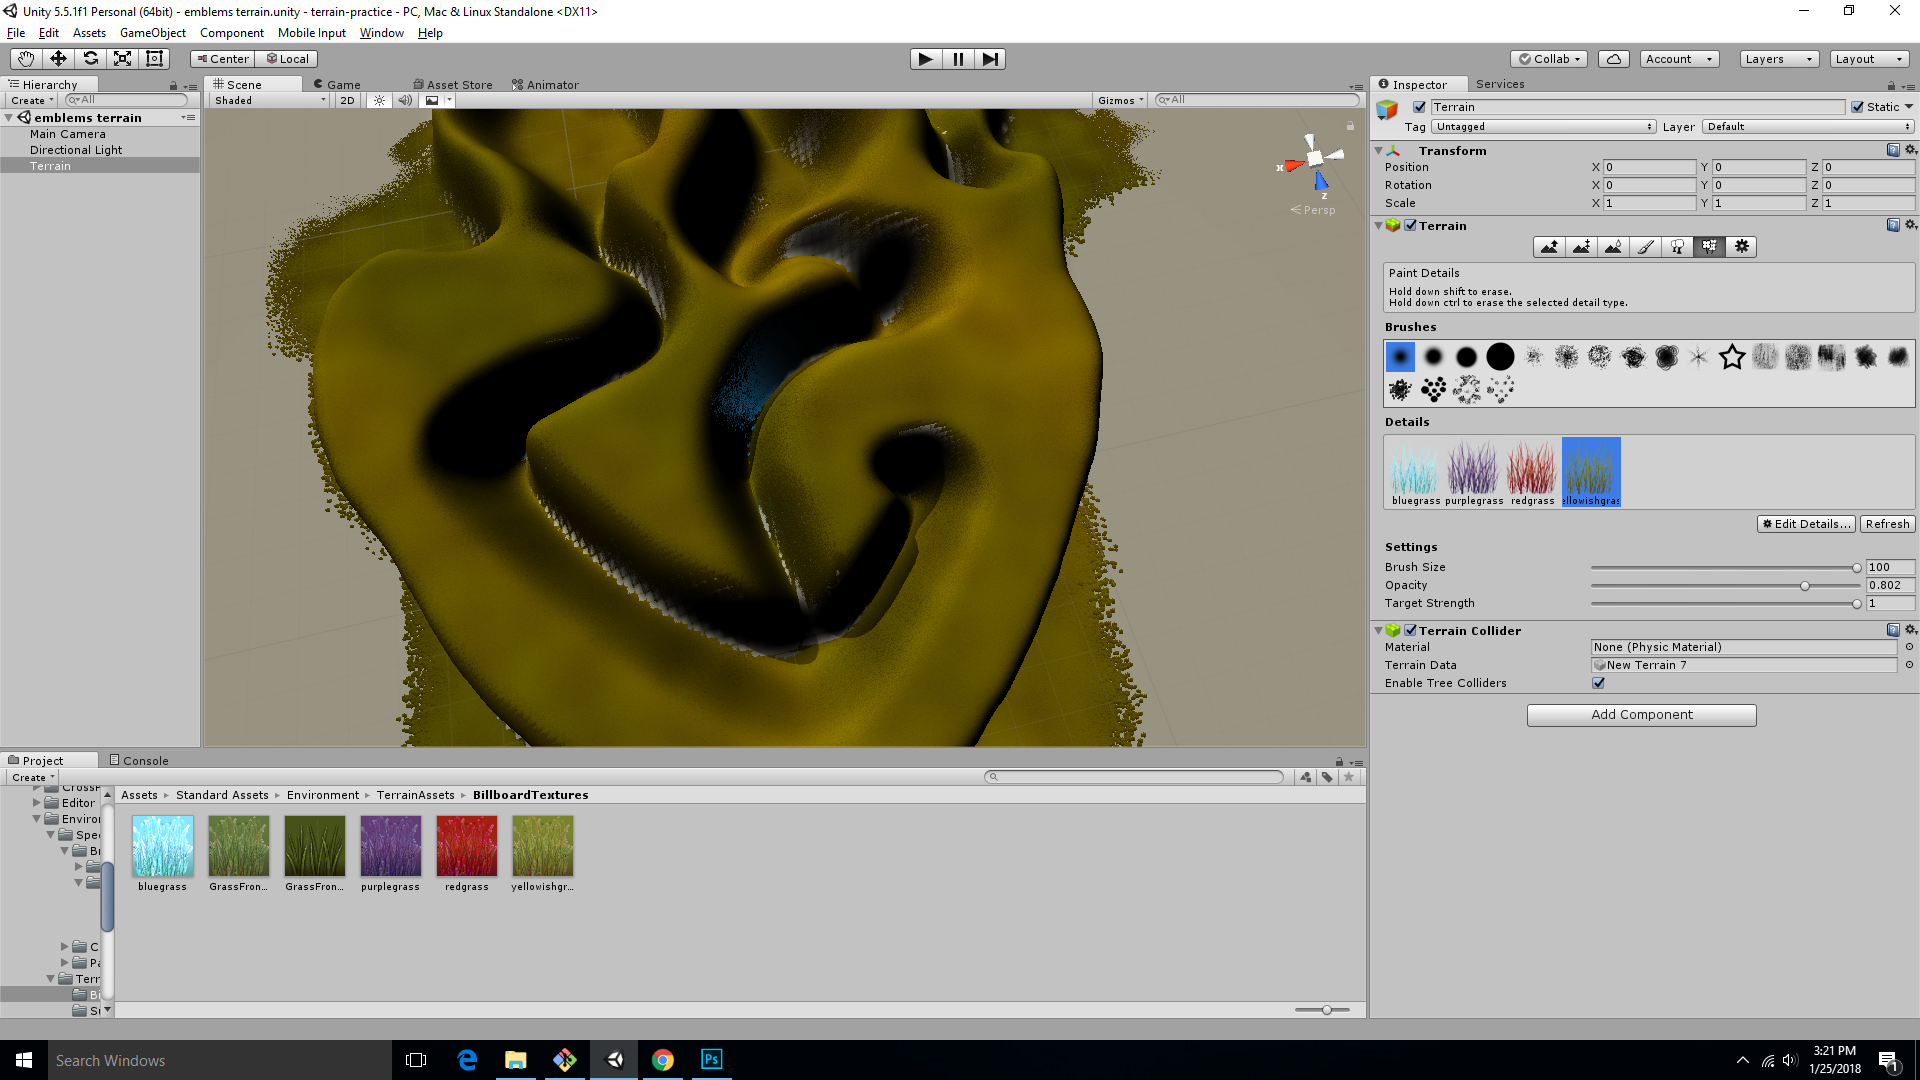 Unity 5.5.1f1 Personal (64bit) - emblems terrain.unity - terrain-practice - PC, Mac & Linux Standalone <DX11>
File Edit Assets GameObject Component Mobile Input Window Help
Center Local Collab Account Layers Layout
Hierarchy
Create All
emblems terrain
Main Camera
Directional Light
Terrain
Scene Game Asset Store Animator
Shaded 2D Gizmos All
x
z
Persp
Inspector Services
Terrain Static
Tag Untagged Layer Default
Transform
Position X 0 Y 0 Z 0
Rotation X 0 Y 0 Z 0
Scale X 1 Y 1 Z 1
Terrain
Paint Details
Hold down shift to erase.
Hold down ctrl to erase the selected detail type.
Brushes
Details
bluegrass purplegrass redgrass ellowishgras
Edit Details... Refresh
Settings
Brush Size 100
Opacity 0.802
Target Strength 1
Terrain Collider
Material None (Physic Material)
Terrain Data New Terrain 7
Enable Tree Colliders
Add Component
Project Console
Create
Editor
Enviro
Spe
B
C
Pa
Terr
Bi
Su
Assets Standard Assets Environment TerrainAssets BillboardTextures
bluegrass GrassFron... GrassFron... purplegrass redgrass yellowishgr...
Search Windows
Ps
3:21 PM
1/25/2018
1